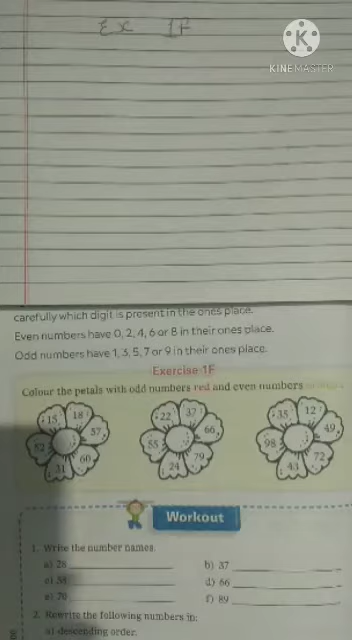 Ex 1F
K
KINEMASTER
carefully which digit is present in the ones place.
Even numbers have 0, 2, 4, 6 or 8 in their ones place.
Odd numbers have 1, 3, 5, 7 or 9 in their ones place.
Exercise 1F
Colour the petals with odd numbers red and even numbers
15 18 37 60 31 52
22 37 66 79 24 55
35 12 49 72 43 98
Workout
1. Write the number names.
a) 28 b) 37
c) 54 d) 66
e) 70 f) 89
2. Rewrite the following numbers in:
a) descending order.